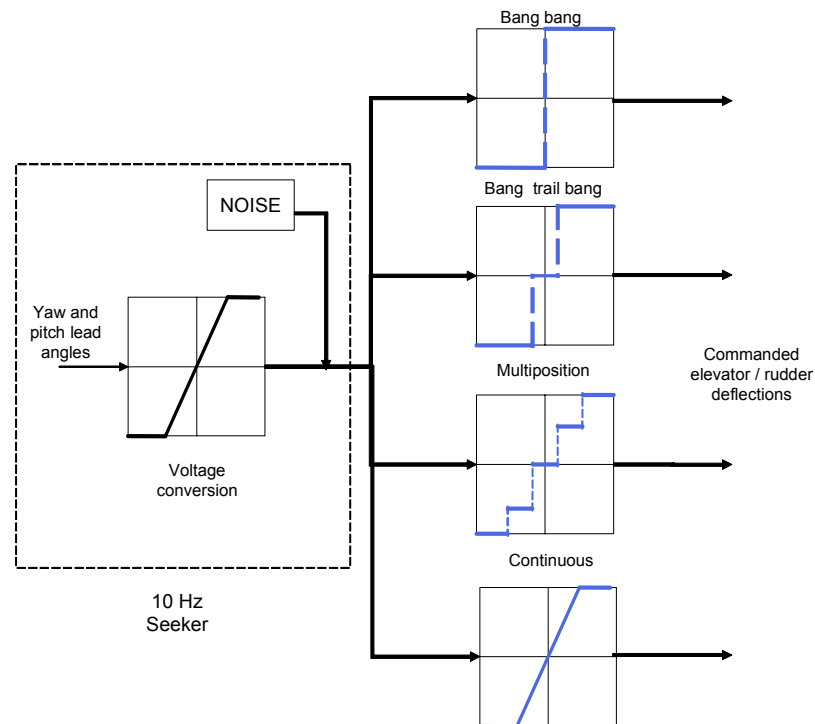 Bang bang
NOISE
Bang trail bang
Yaw and
pitch lead
angles
Multiposition
Commanded
elevator / rudder
deflections
Voltage
conversion
Continuous
10 Hz
Seeker